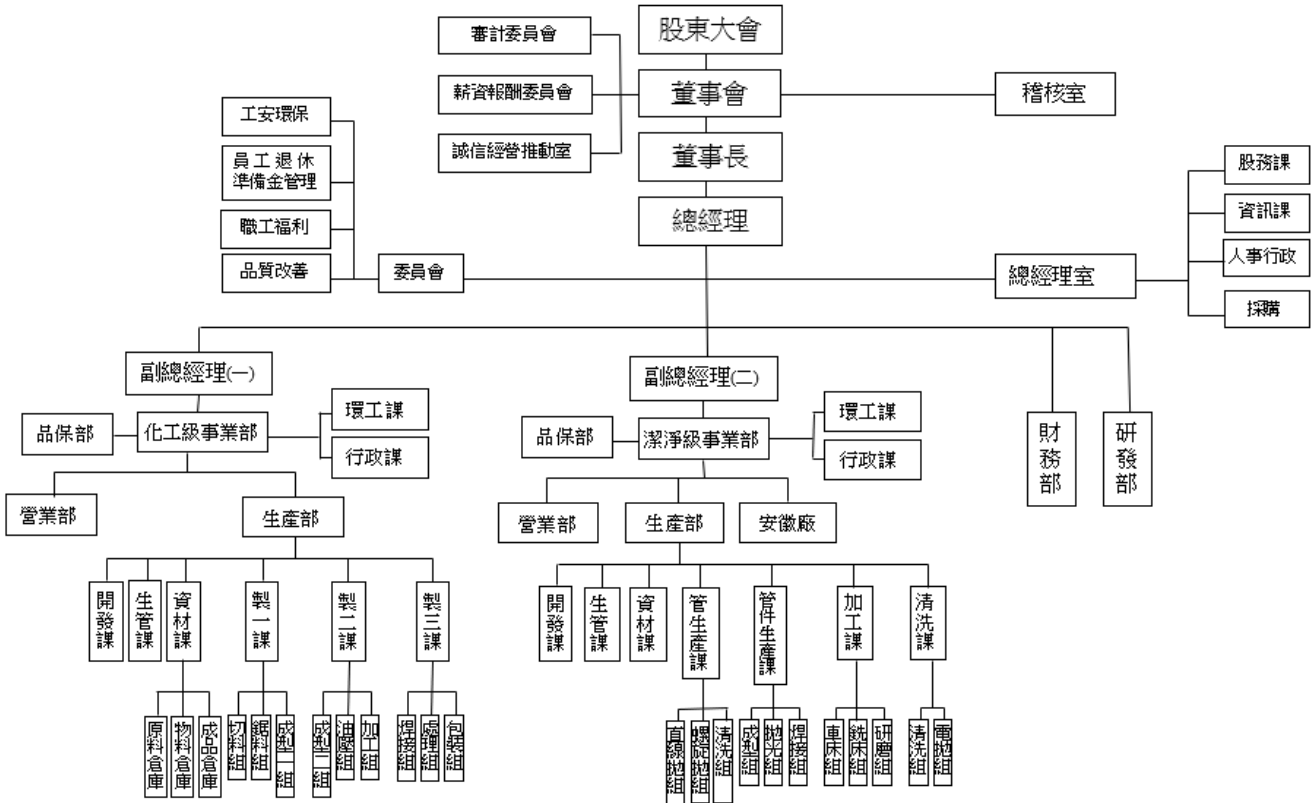 股東大會
審計委員會
董事會
薪資報酬委員會
稽核室
工安環保
誠信經營推動室
董事長
員工退休
準備金管理
股務課
總經理
職工福利
資訊課
品質改善
委員會
總經理室
人事行政
採購
副總經理(一)
副總經理(二)
品保部
化工級事業部
環工課
行政課
品保部
潔淨級事業部
環工課
行政課
財務部
研發部
營業部
生產部
營業部
生產部
安徽廠
開發課
生管課
資材課
製一課
製二課
製三課
開發課
生管課
資材課
管生產課
管件生產課
加工課
清洗課
原料倉庫
物料倉庫
成品倉庫
切料組
鋸料組
成型一組
成型二組
油壓組
加工組
焊接組
處理組
包裝組
直線拋組
螺旋拋組
清洗組
成型組
拋光組
焊接組
車床組
銑床組
研磨組
清洗組
電拋組